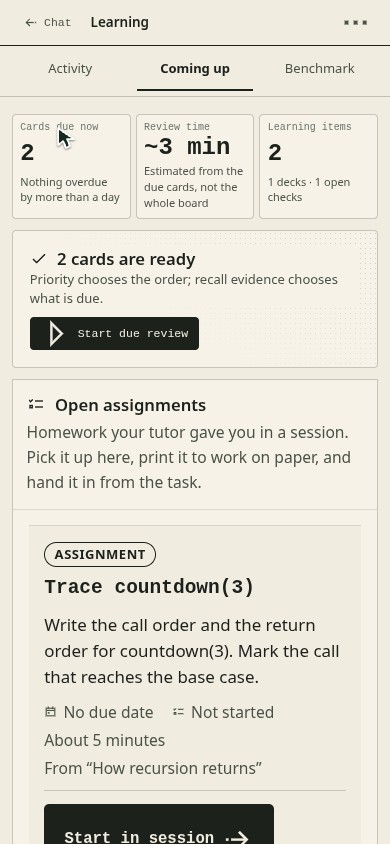 Chat
Learning
Activity
Coming up
Benchmark
Cards due now
2
Nothing overdue
by more than a day
Review time
~3 min
Estimated from the
due cards, not the
whole board
Learning items
2
1 decks · 1 open
checks
2 cards are ready
Priority chooses the order; recall evidence chooses
what is due.
Start due review
Open assignments
Homework your tutor gave you in a session.
Pick it up here, print it to work on paper, and
hand it in from the task.
ASSIGNMENT
Trace countdown(3)
Write the call order and the return
order for countdown(3). Mark the call
that reaches the base case.
No due date
Not started
About 5 minutes
From “How recursion returns”
Start in session